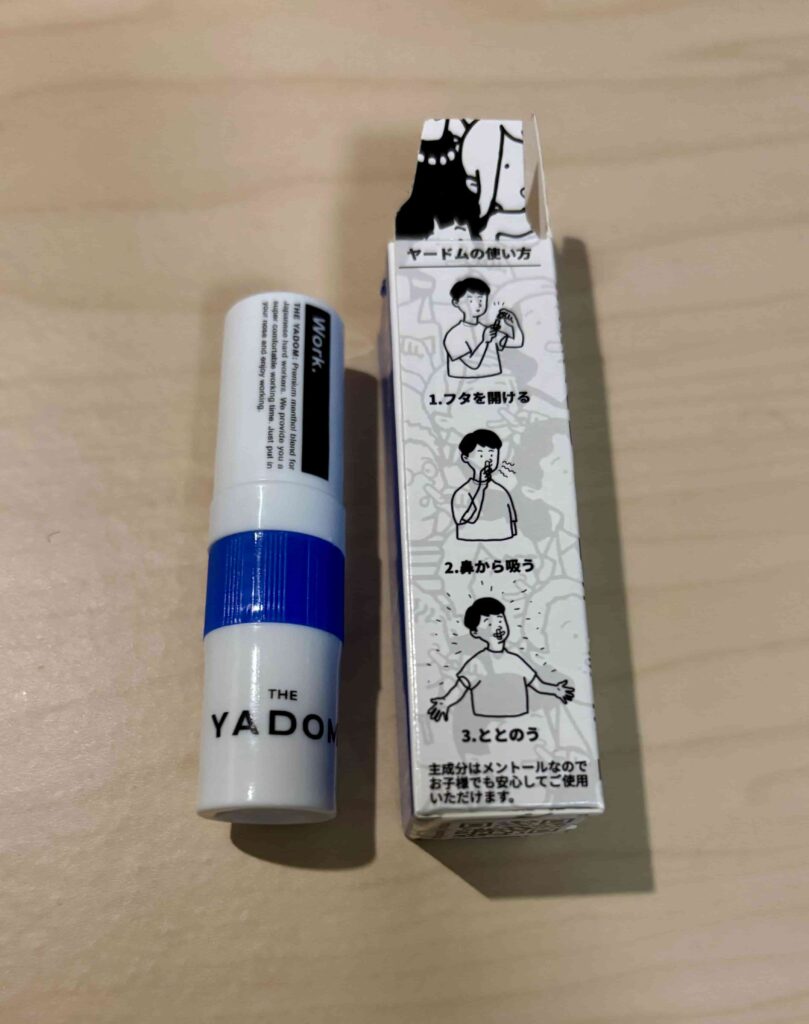 Work.
THE YADOM: Premium menthol blend for
Japanese hard workers. We provide you a
super comfortable working time. Just put in
your nose and enjoy working.
THE
YADOM
ヤードムの使い方
1.フタを開ける
2.鼻から吸う
3.ととのう
主成分はメントールなので
お子様でも安心してご使用
いただけます。